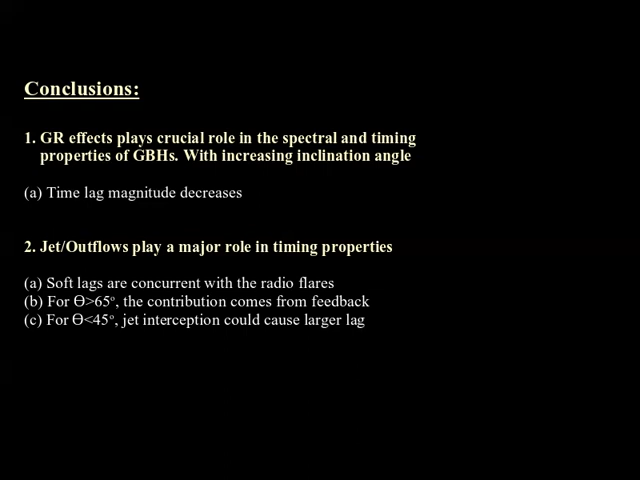 Conclusions:
1. GR effects plays crucial role in the spectral and timing
properties of GBHs. With increasing inclination angle
(a) Time lag magnitude decreases
2. Jet/Outflows play a major role in timing properties
(a) Soft lags are concurrent with the radio flares
(b) For Θ>65º, the contribution comes from feedback
(c) For Θ<45º, jet interception could cause larger lag